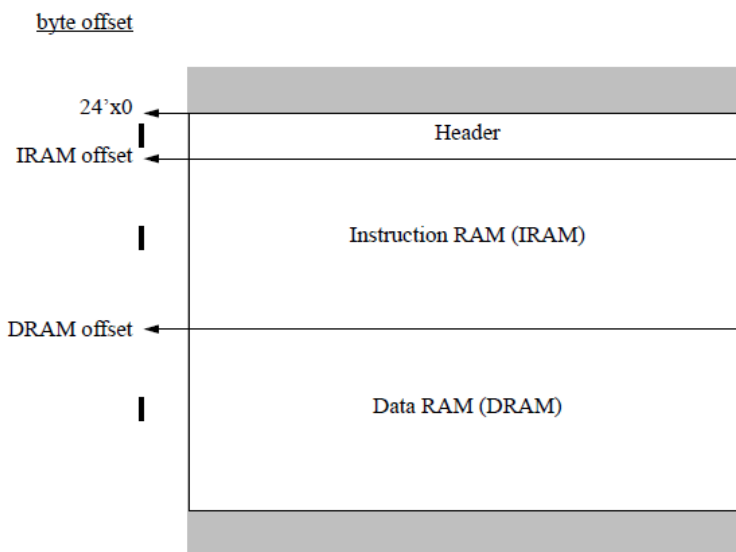 byte offset
24’x0
Header
IRAM offset
Instruction RAM (IRAM)
DRAM offset
Data RAM (DRAM)